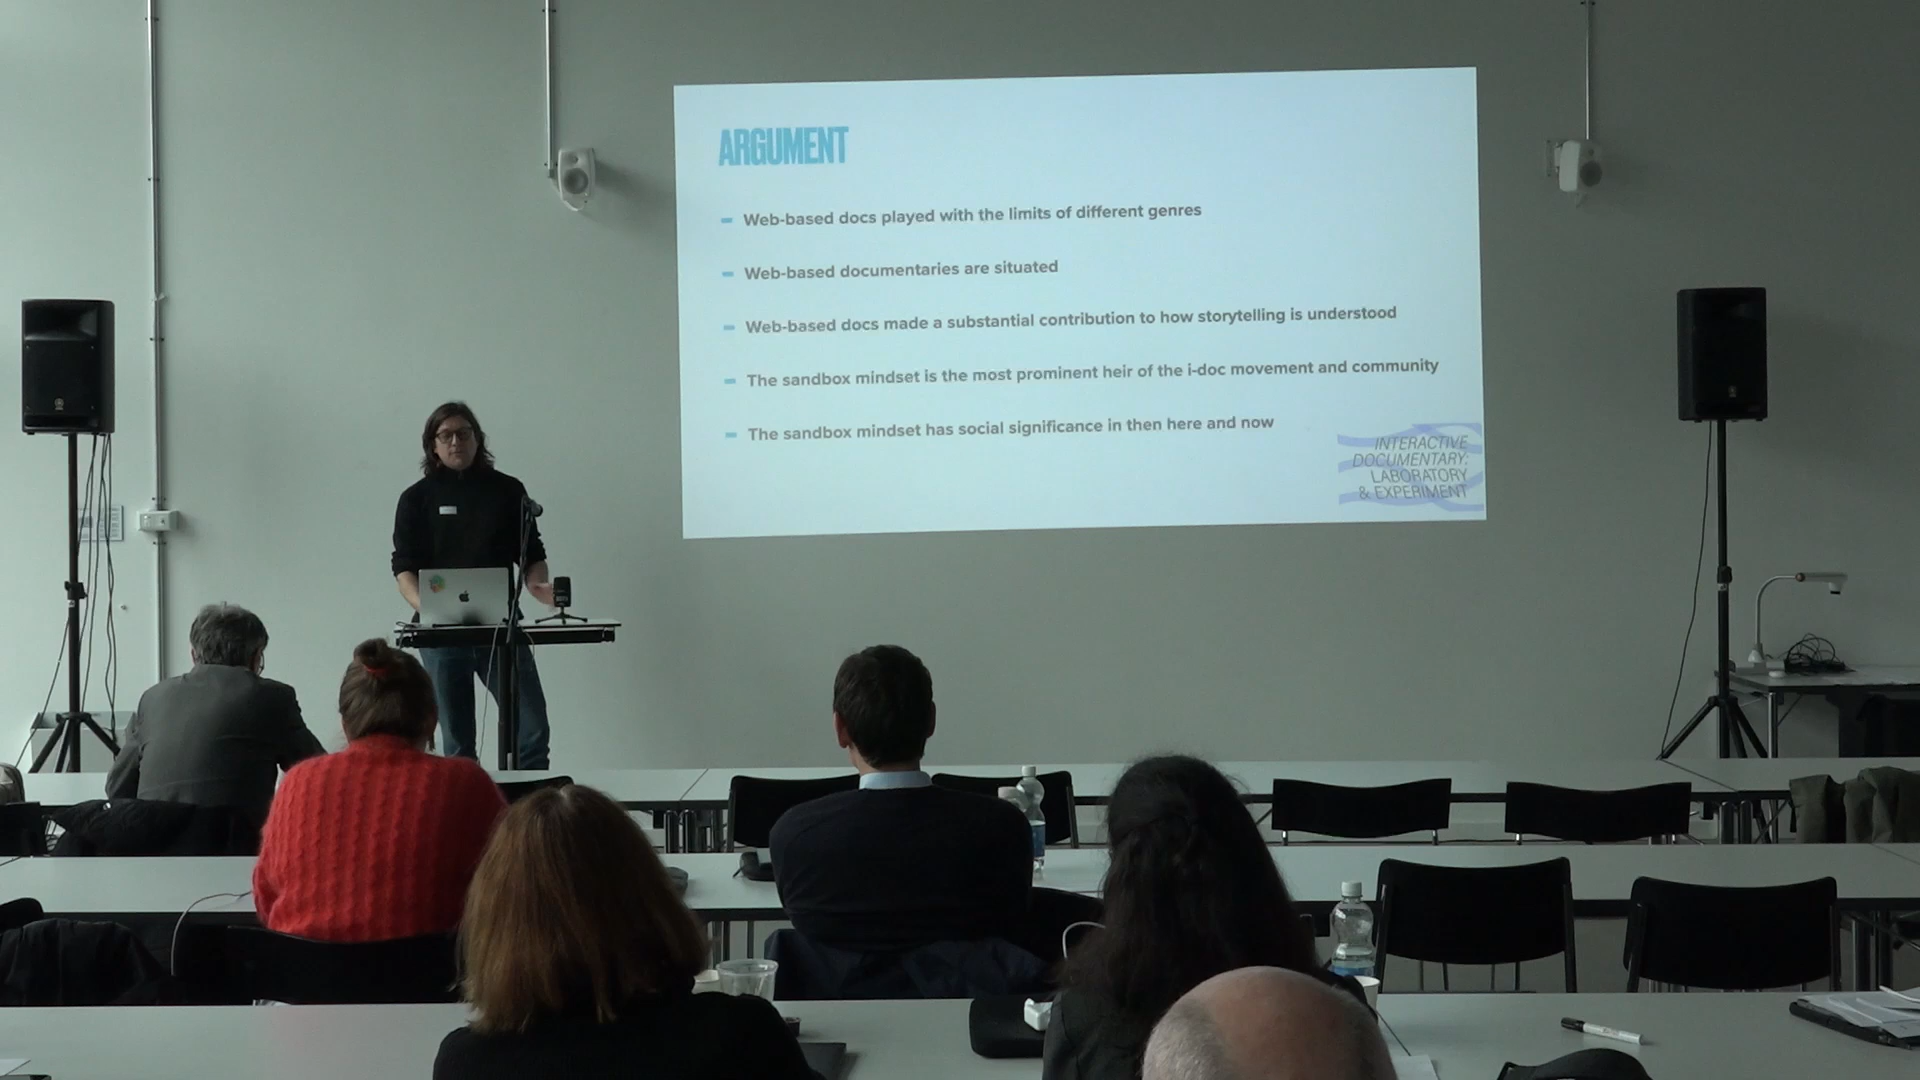 ARGUMENT
Web-based docs played with the limits of different genres
Web-based documentaries are situated
Web-based docs made a substantial contribution to how storytelling is understood
The sandbox mindset is the most prominent heir of the i-doc movement and community
The sandbox mindset has social significance in then here and now
INTERACTIVE
DOCUMENTARY:
LABORATORY
& EXPERIMENT